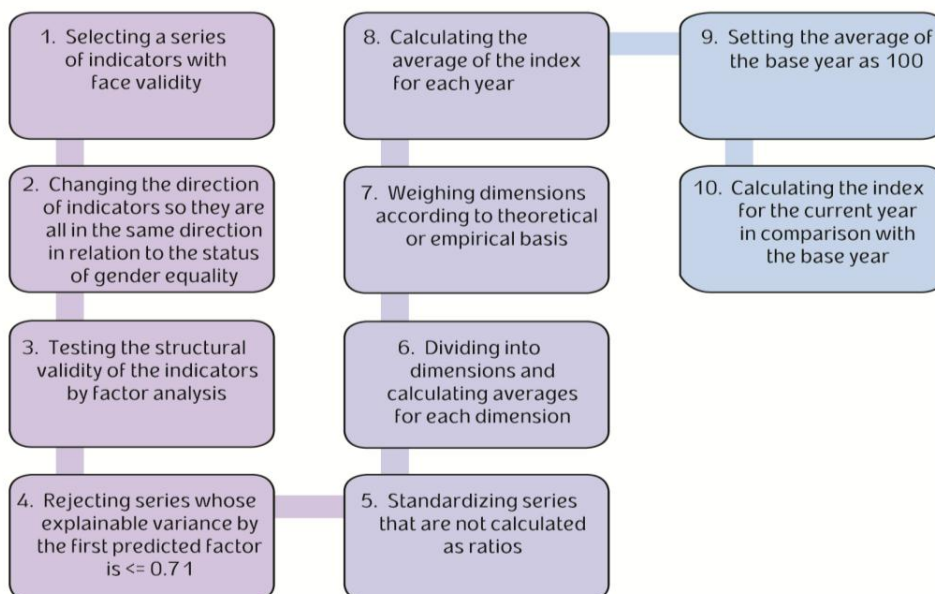 1. Selecting a series
of indicators with
face validity
2. Changing the direction
of indicators so they are
all in the same direction
in relation to the status
of gender equality
3. Testing the structural
validity of the indicators
by factor analysis
4. Rejecting series whose
explainable variance by
the first predicted factor
is <= 0.71
5. Standardizing series
that are not calculated
as ratios
6. Dividing into
dimensions and
calculating averages
for each dimension
7. Weighing dimensions
according to theoretical
or empirical basis
8. Calculating the
average of the index
for each year
9. Setting the average of
the base year as 100
10. Calculating the index
for the current year
in comparison with
the base year